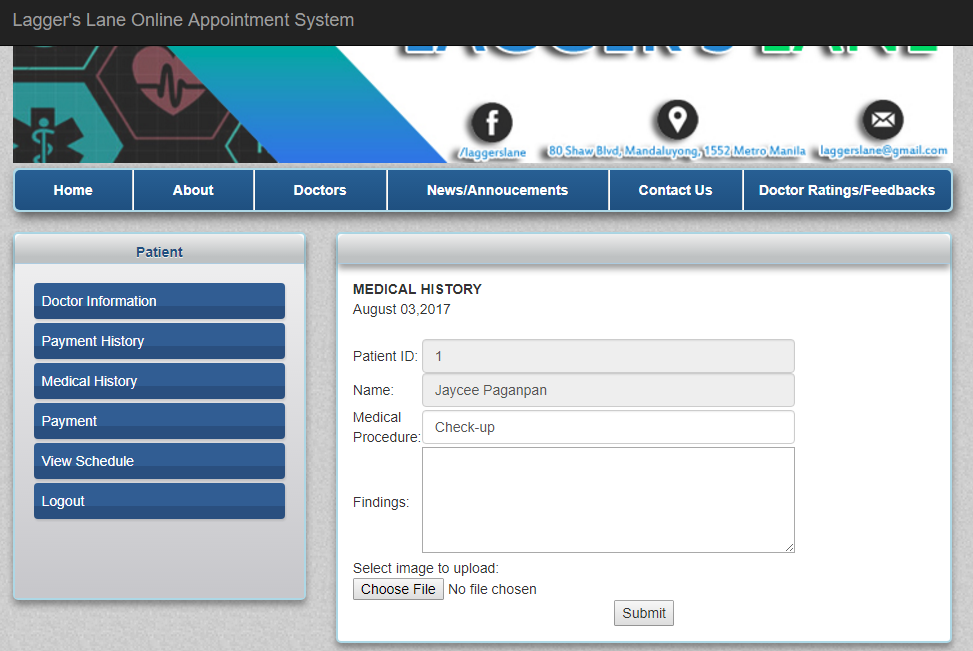 Lagger's Lane Online Appointment System
LAGGER'S LANE
/laggerslane
80 Shaw Blvd, Mandaluyong, 1552 Metro Manila
laggerslane@gmail.com
Home
About
Doctors
News/Annoucements
Contact Us
Doctor Ratings/Feedbacks
Patient
Doctor Information
Payment History
Medical History
Payment
View Schedule
Logout
MEDICAL HISTORY
August 03,2017
Patient ID: 1
Name: Jaycee Paganpan
Medical
Procedure: Check-up
Findings:
Select image to upload:
Choose File No file chosen
Submit